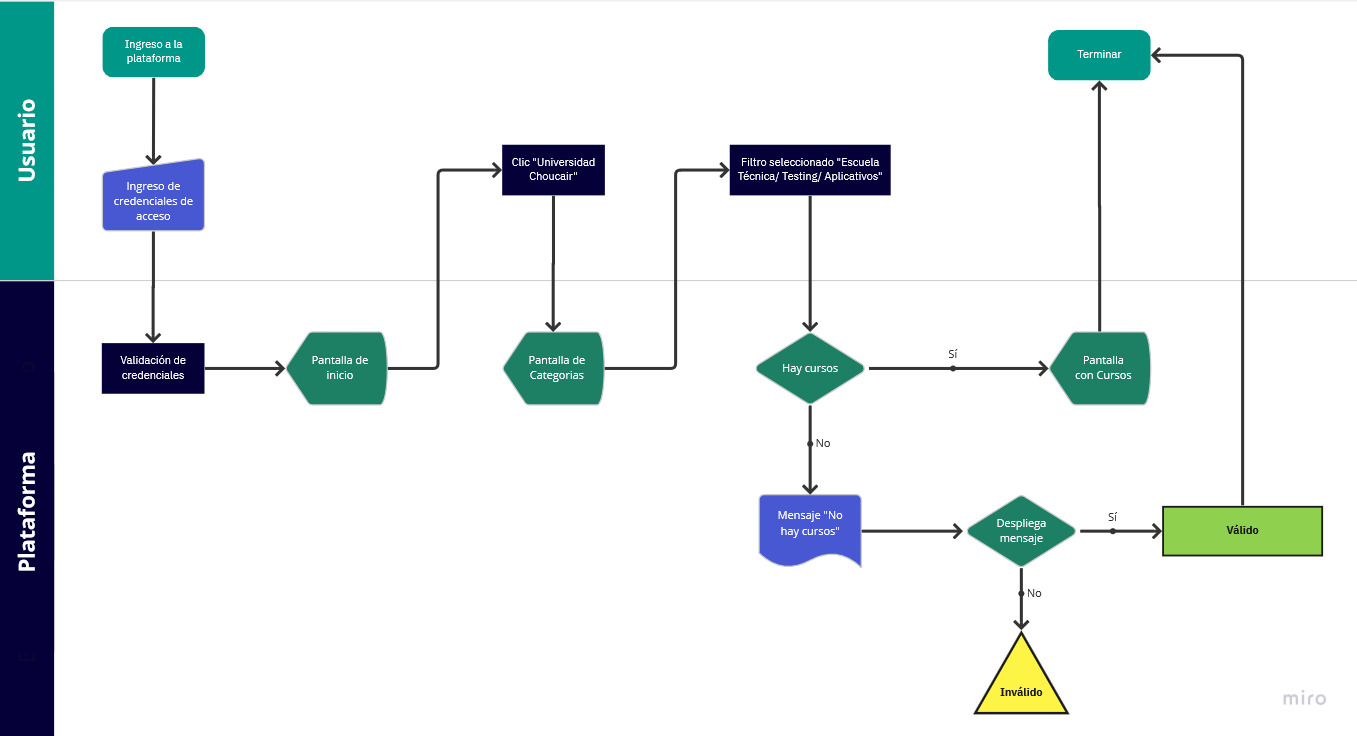 Usuario
Ingreso a la
plataforma
Ingreso de
credenciales de
acceso
Clic "Universidad
Choucair"
Filtro seleccionado "Escuela
Técnica/ Testing/ Aplicativos"
Terminar
Plataforma
Validación de
credenciales
Pantalla de
inicio
Pantalla de
Categorias
Hay cursos
Sí
Pantalla
con Cursos
No
Mensaje "No
hay cursos"
Despliega
mensaje
Sí
Válido
No
Inválido
miro